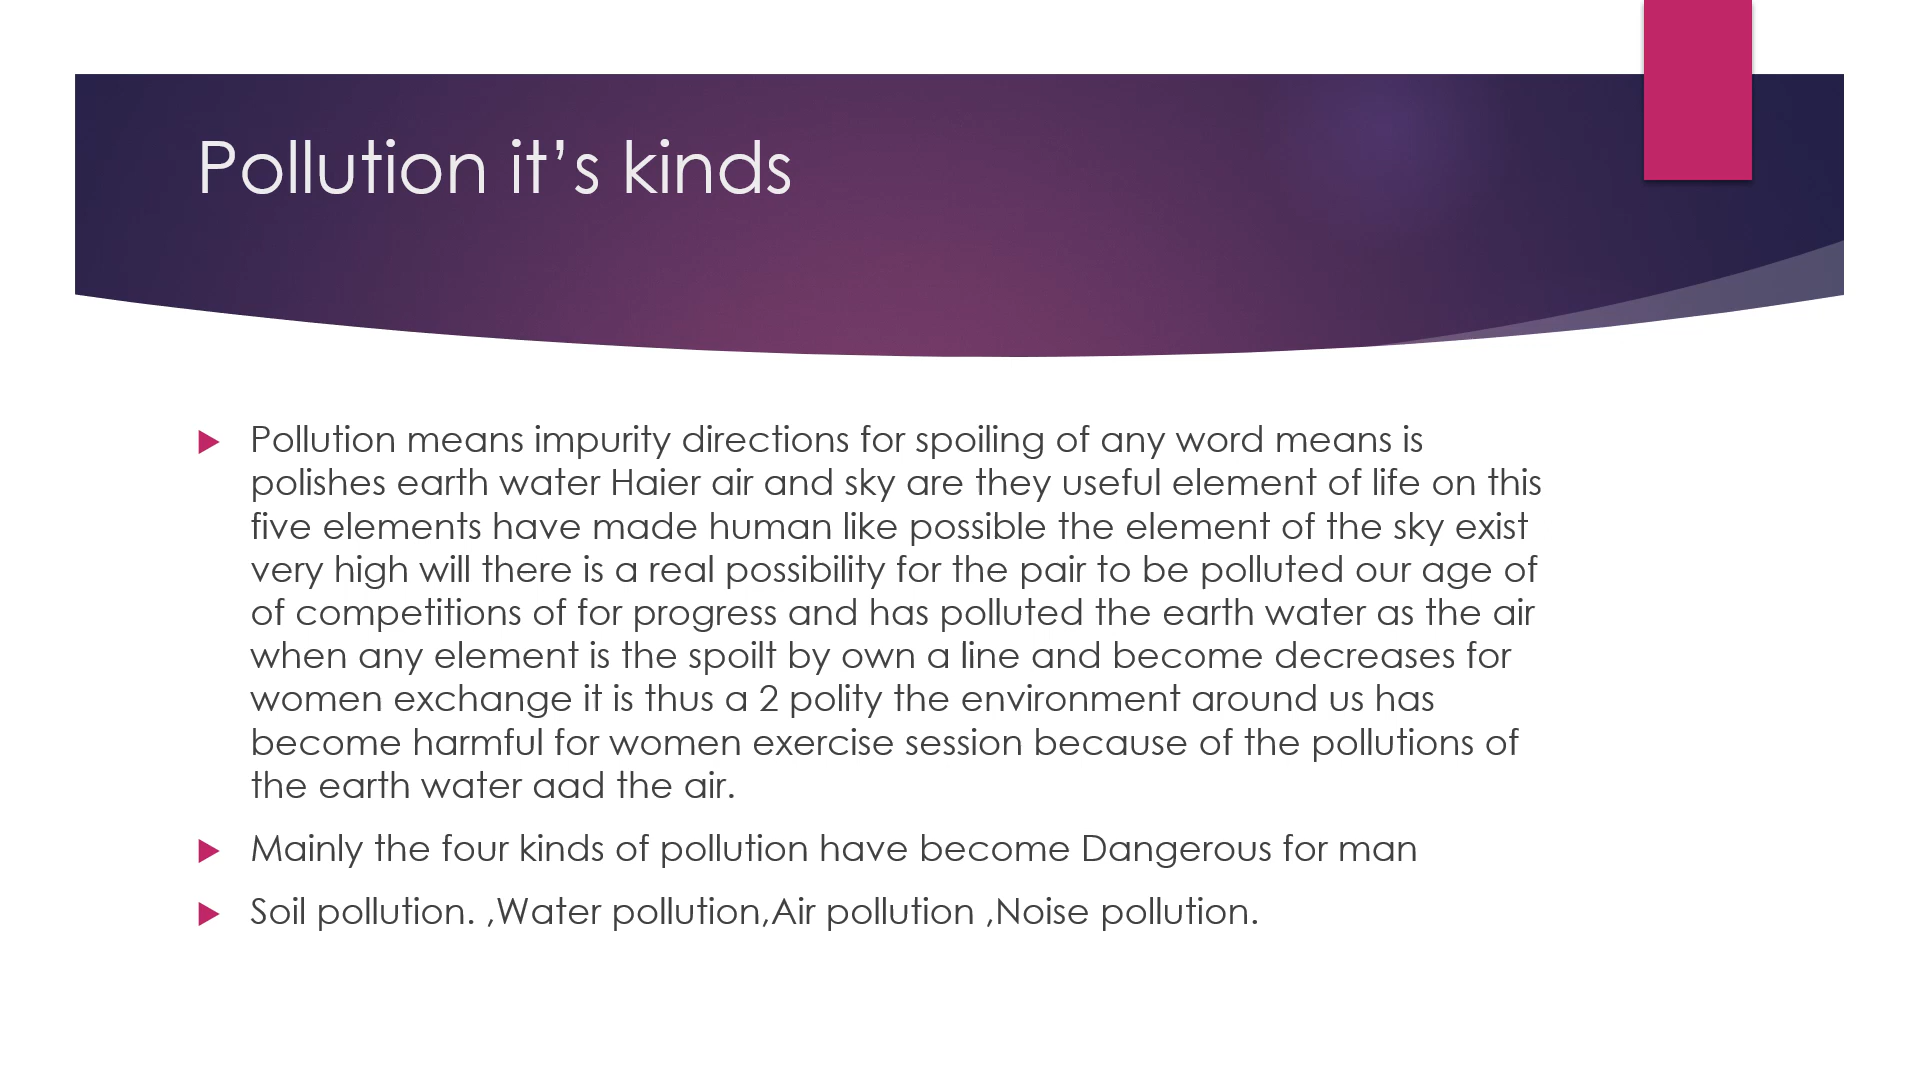 Pollution it’s kinds
Pollution means impurity directions for spoiling of any word means is
polishes earth water Haier air and sky are they useful element of life on this
five elements have made human like possible the element of the sky exist
very high will there is a real possibility for the pair to be polluted our age of
of competitions of for progress and has polluted the earth water as the air
when any element is the spoilt by own a line and become decreases for
women exchange it is thus a 2 polity the environment around us has
become harmful for women exercise session because of the pollutions of
the earth water aad the air.
Mainly the four kinds of pollution have become Dangerous for man
Soil pollution. ,Water pollution,Air pollution ,Noise pollution.